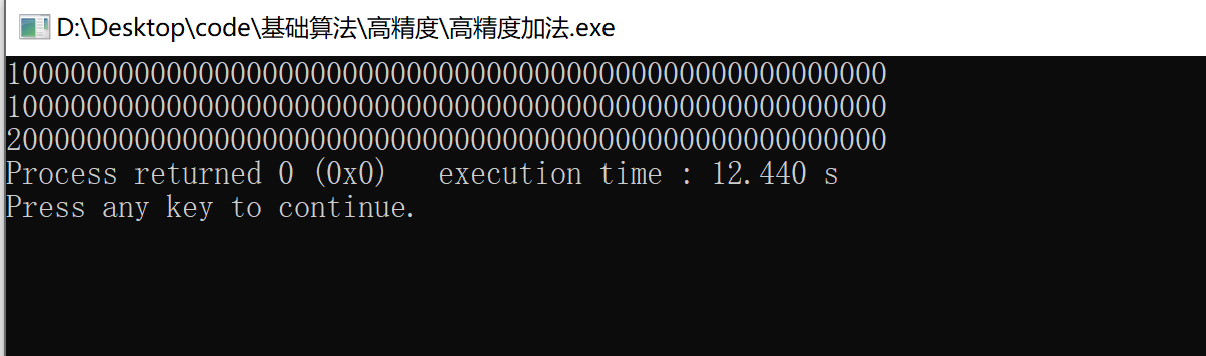 D:\Desktop\code\基础算法\高精度\高精度加法.exe
1000000000000000000000000000000000000000000000000000000
1000000000000000000000000000000000000000000000000000000
2000000000000000000000000000000000000000000000000000000
Process returned 0 (0x0)   execution time : 12.440 s
Press any key to continue.